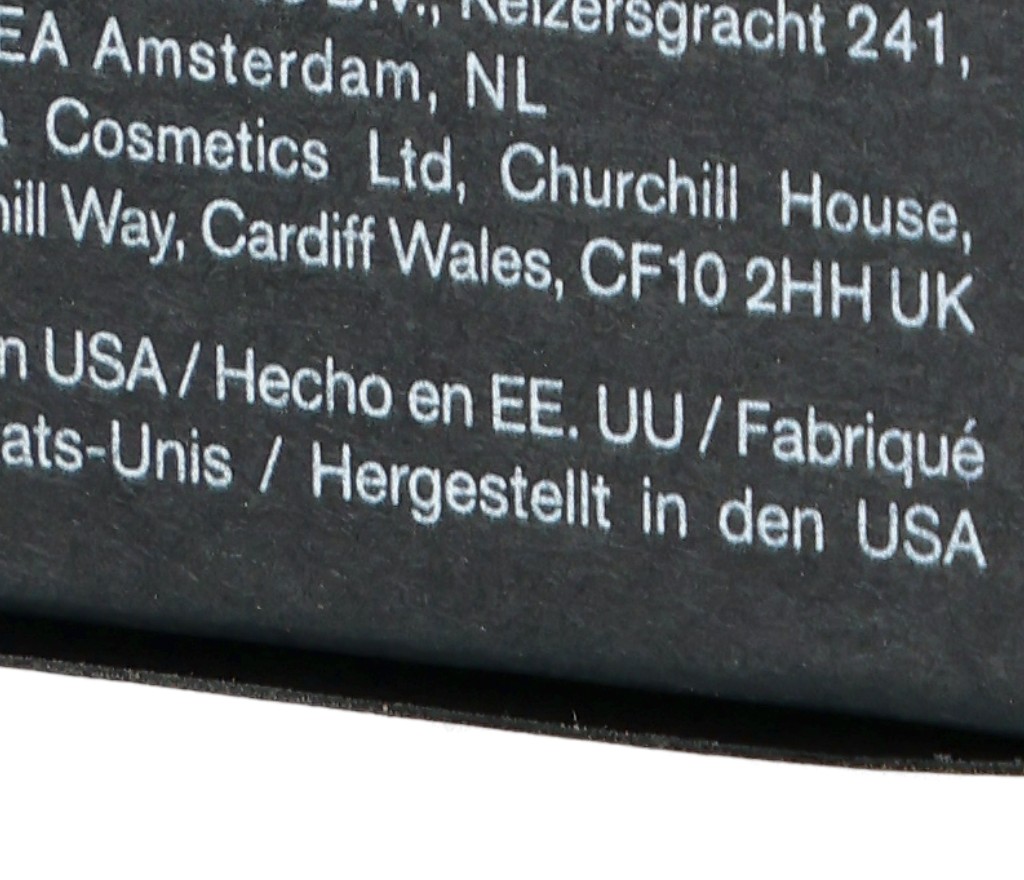 B.V., Keizersgracht 241,
EA Amsterdam, NL
Cosmetics Ltd, Churchill House,
Way, Cardiff Wales, CF10 2HH UK
USA / Hecho en EE. UU / Fabriqué
ats-Unis / Hergestellt in den USA